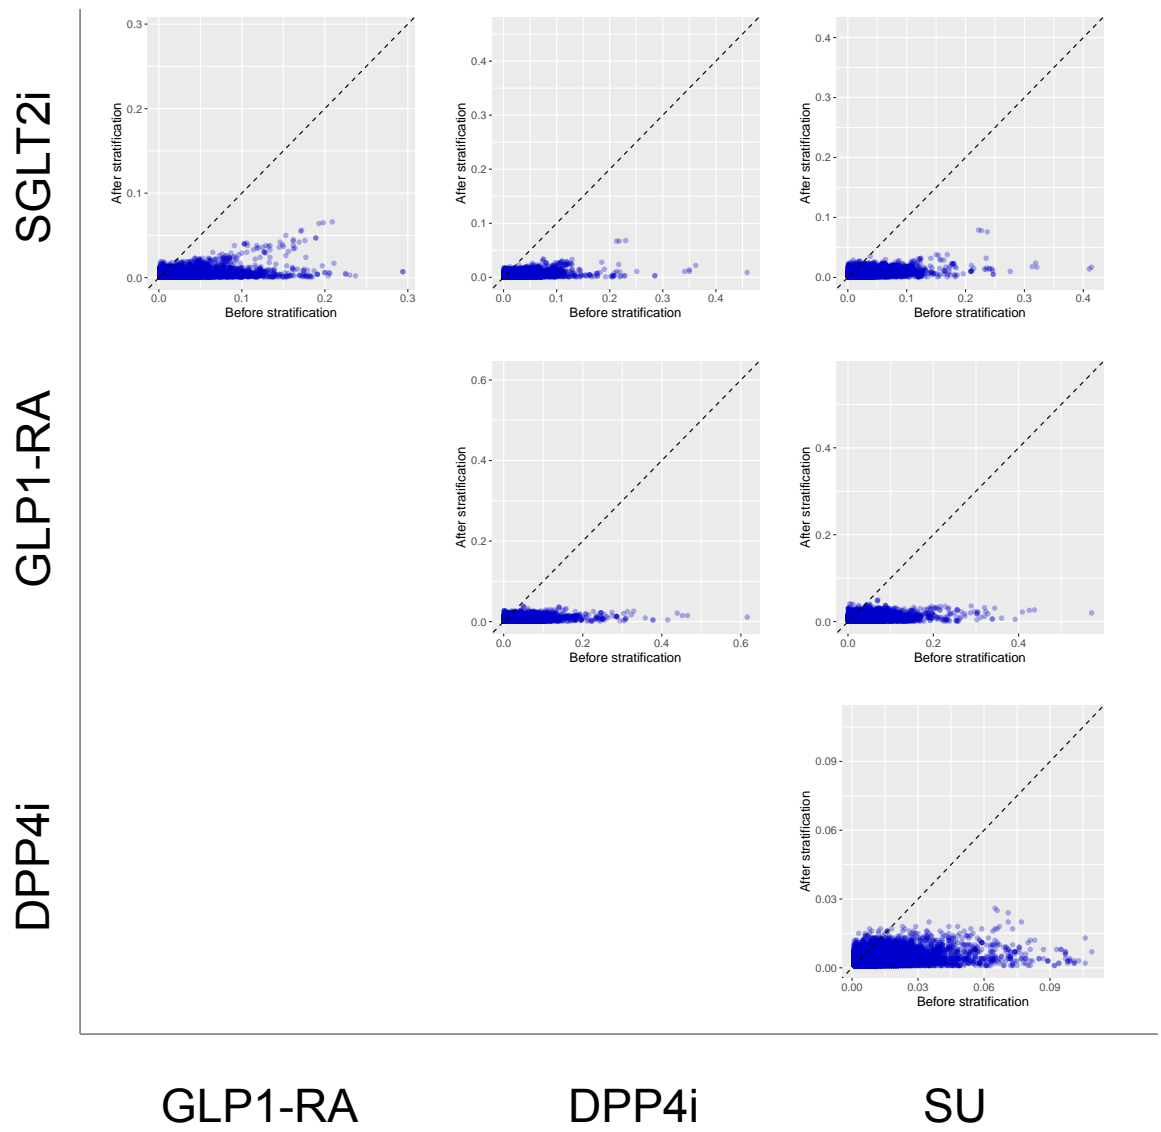 SGLT2i
After stratification
0.3
0.2
0.1
0.0
0.0 0.1 0.2 0.3
Before stratification
After stratification
0.4
0.3
0.2
0.1
0.0
0.0 0.1 0.2 0.3 0.4
Before stratification
After stratification
0.4
0.3
0.2
0.1
0.0
0.0 0.1 0.2 0.3 0.4
Before stratification
GLP1-RA
After stratification
0.6
0.4
0.2
0.0
0.0 0.2 0.4 0.6
Before stratification
After stratification
0.4
0.2
0.0
0.0 0.2 0.4
Before stratification
DPP4i
After stratification
0.09
0.06
0.03
0.00
0.00 0.03 0.06 0.09
Before stratification
GLP1-RA DPP4i SU